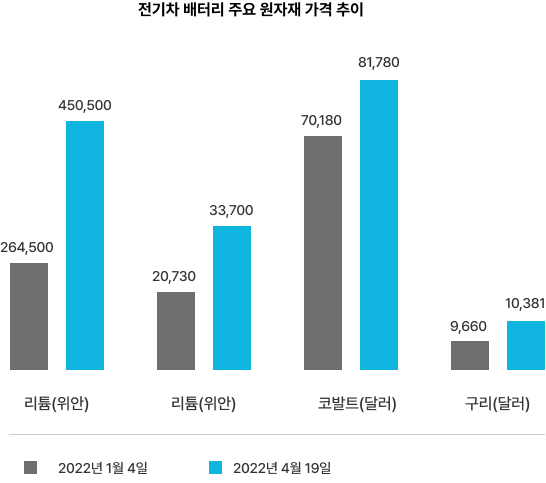 전기차 배터리 주요 원자재 가격 추이
81,780
450,500
70,180
33,700
264,500
20,730
10,381
9,660
리튬(위안) 리튬(위안) 코발트(달러) 구리(달러)
2022년 1월 4일 2022년 4월 19일